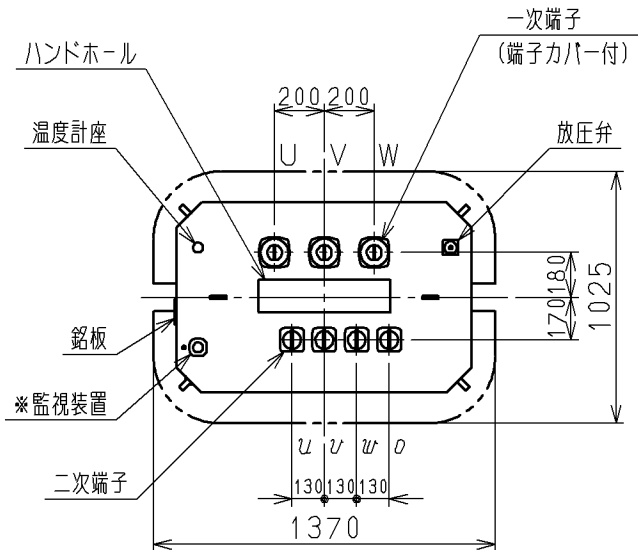 一次端子
(端子カバー付)
ハンドホール
200 200
温度計座
放圧弁
U V W
180
170
1025
銘板
※監視装置
u v w o
二次端子
130 130 130
1370